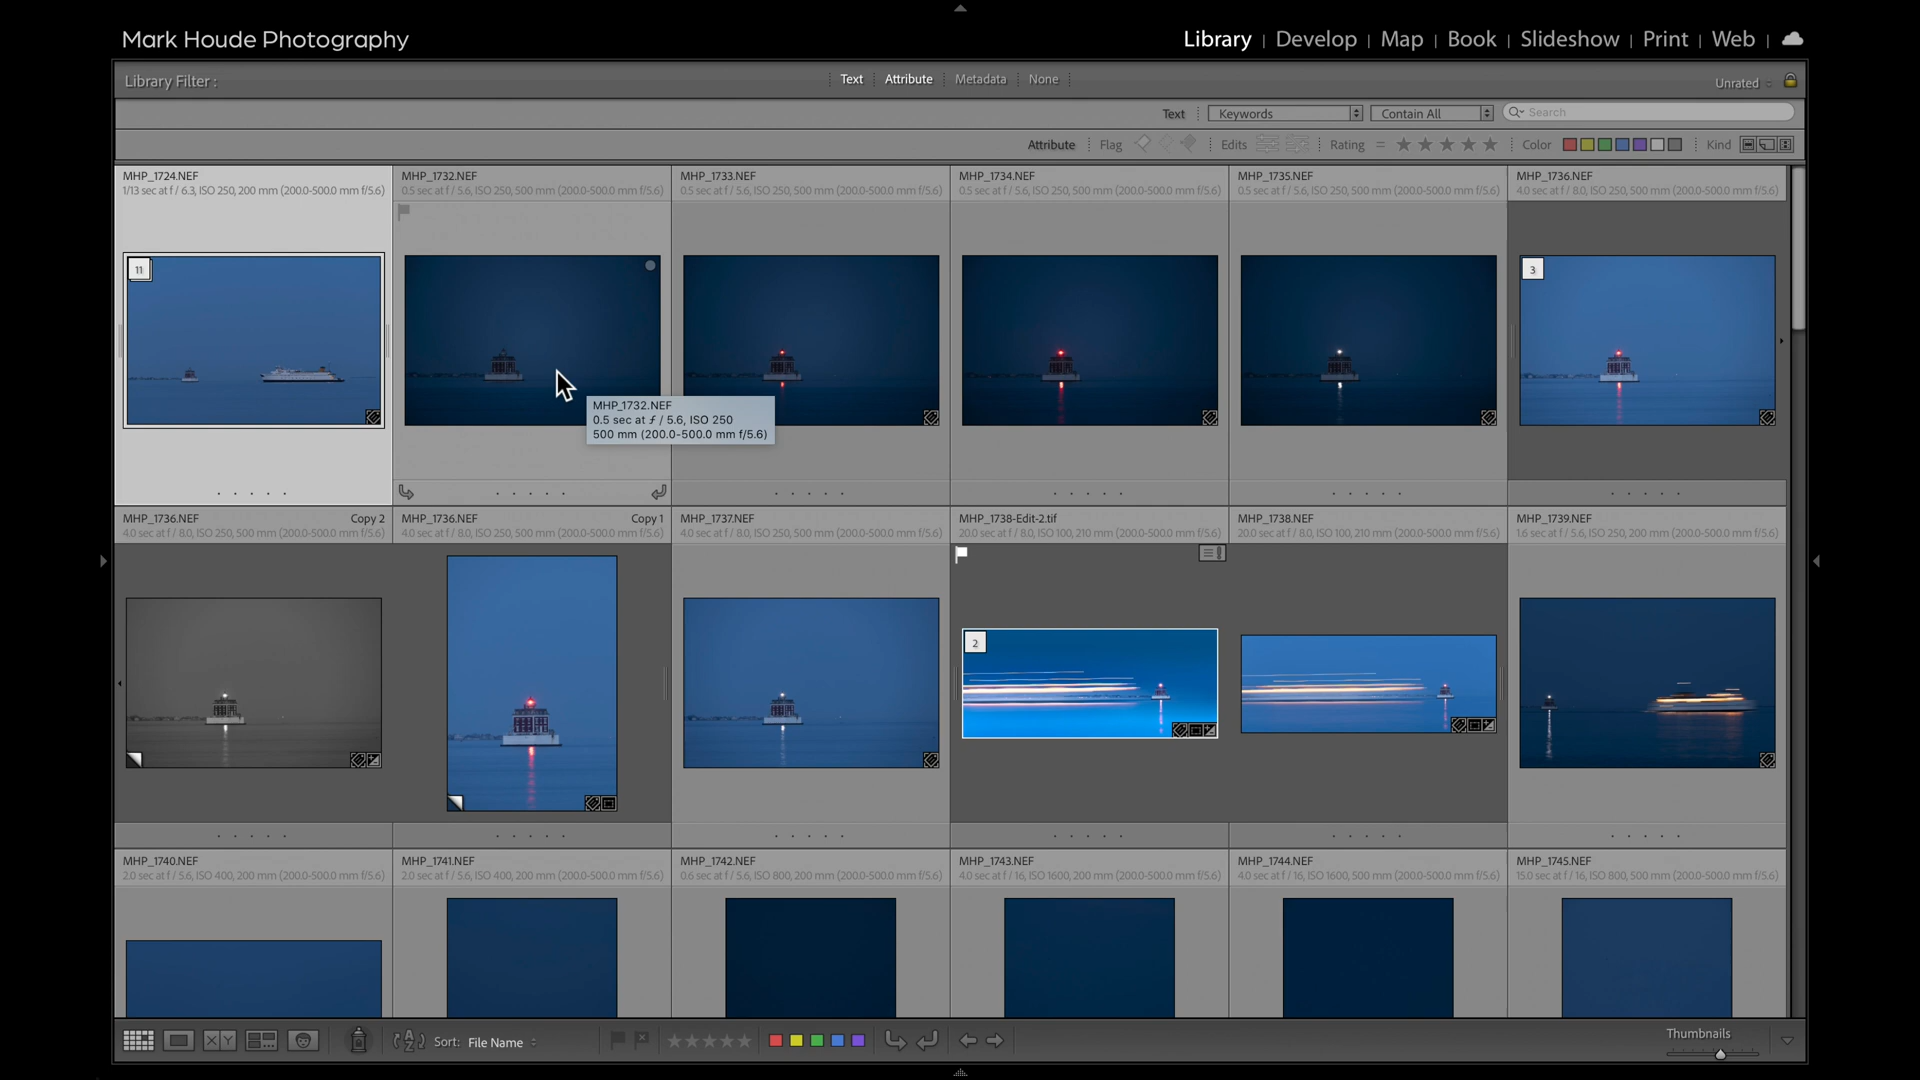 Mark Houde Photography
Library | Develop | Map | Book | Slideshow | Print | Web |
Library Filter :
Text Attribute Metadata None
Unrated
Text Keywords Contain All Search
Attribute Flag Edits Rating = Color Kind
MHP_1724.NEF
1/13 sec at f / 6.3, ISO 250, 200 mm (200.0-500.0 mm f/5.6)
MHP_1732.NEF
0.5 sec at f / 5.6, ISO 250, 500 mm (200.0-500.0 mm f/5.6)
MHP_1733.NEF
0.5 sec at f / 5.6, ISO 250, 500 mm (200.0-500.0 mm f/5.6)
MHP_1734.NEF
0.5 sec at f / 5.6, ISO 250, 500 mm (200.0-500.0 mm f/5.6)
MHP_1735.NEF
0.5 sec at f / 5.6, ISO 250, 500 mm (200.0-500.0 mm f/5.6)
MHP_1736.NEF
4.0 sec at f / 8.0, ISO 250, 500 mm (200.0-500.0 mm f/5.6)
11
3
MHP_1732.NEF
0.5 sec at ƒ / 5.6, ISO 250
500 mm (200.0-500.0 mm f/5.6)
MHP_1736.NEF Copy 2
4.0 sec at f / 8.0, ISO 250, 500 mm (200.0-500.0 mm f/5.6)
MHP_1736.NEF Copy 1
4.0 sec at f / 8.0, ISO 250, 500 mm (200.0-500.0 mm f/5.6)
MHP_1737.NEF
4.0 sec at f / 8.0, ISO 250, 500 mm (200.0-500.0 mm f/5.6)
MHP_1738-Edit-2.tif
20.0 sec at f / 8.0, ISO 100, 210 mm (200.0-500.0 mm f/5.6)
MHP_1738.NEF
20.0 sec at f / 8.0, ISO 100, 210 mm (200.0-500.0 mm f/5.6)
MHP_1739.NEF
1.6 sec at f / 5.6, ISO 250, 200 mm (200.0-500.0 mm f/5.6)
2
MHP_1740.NEF
2.0 sec at f / 5.6, ISO 400, 200 mm (200.0-500.0 mm f/5.6)
MHP_1741.NEF
2.0 sec at f / 5.6, ISO 400, 200 mm (200.0-500.0 mm f/5.6)
MHP_1742.NEF
0.6 sec at f / 5.6, ISO 800, 200 mm (200.0-500.0 mm f/5.6)
MHP_1743.NEF
4.0 sec at f / 16, ISO 1600, 200 mm (200.0-500.0 mm f/5.6)
MHP_1744.NEF
4.0 sec at f / 16, ISO 1600, 500 mm (200.0-500.0 mm f/5.6)
MHP_1745.NEF
15.0 sec at f / 16, ISO 800, 500 mm (200.0-500.0 mm f/5.6)
X Y
A Z
Sort: File Name
Thumbnails